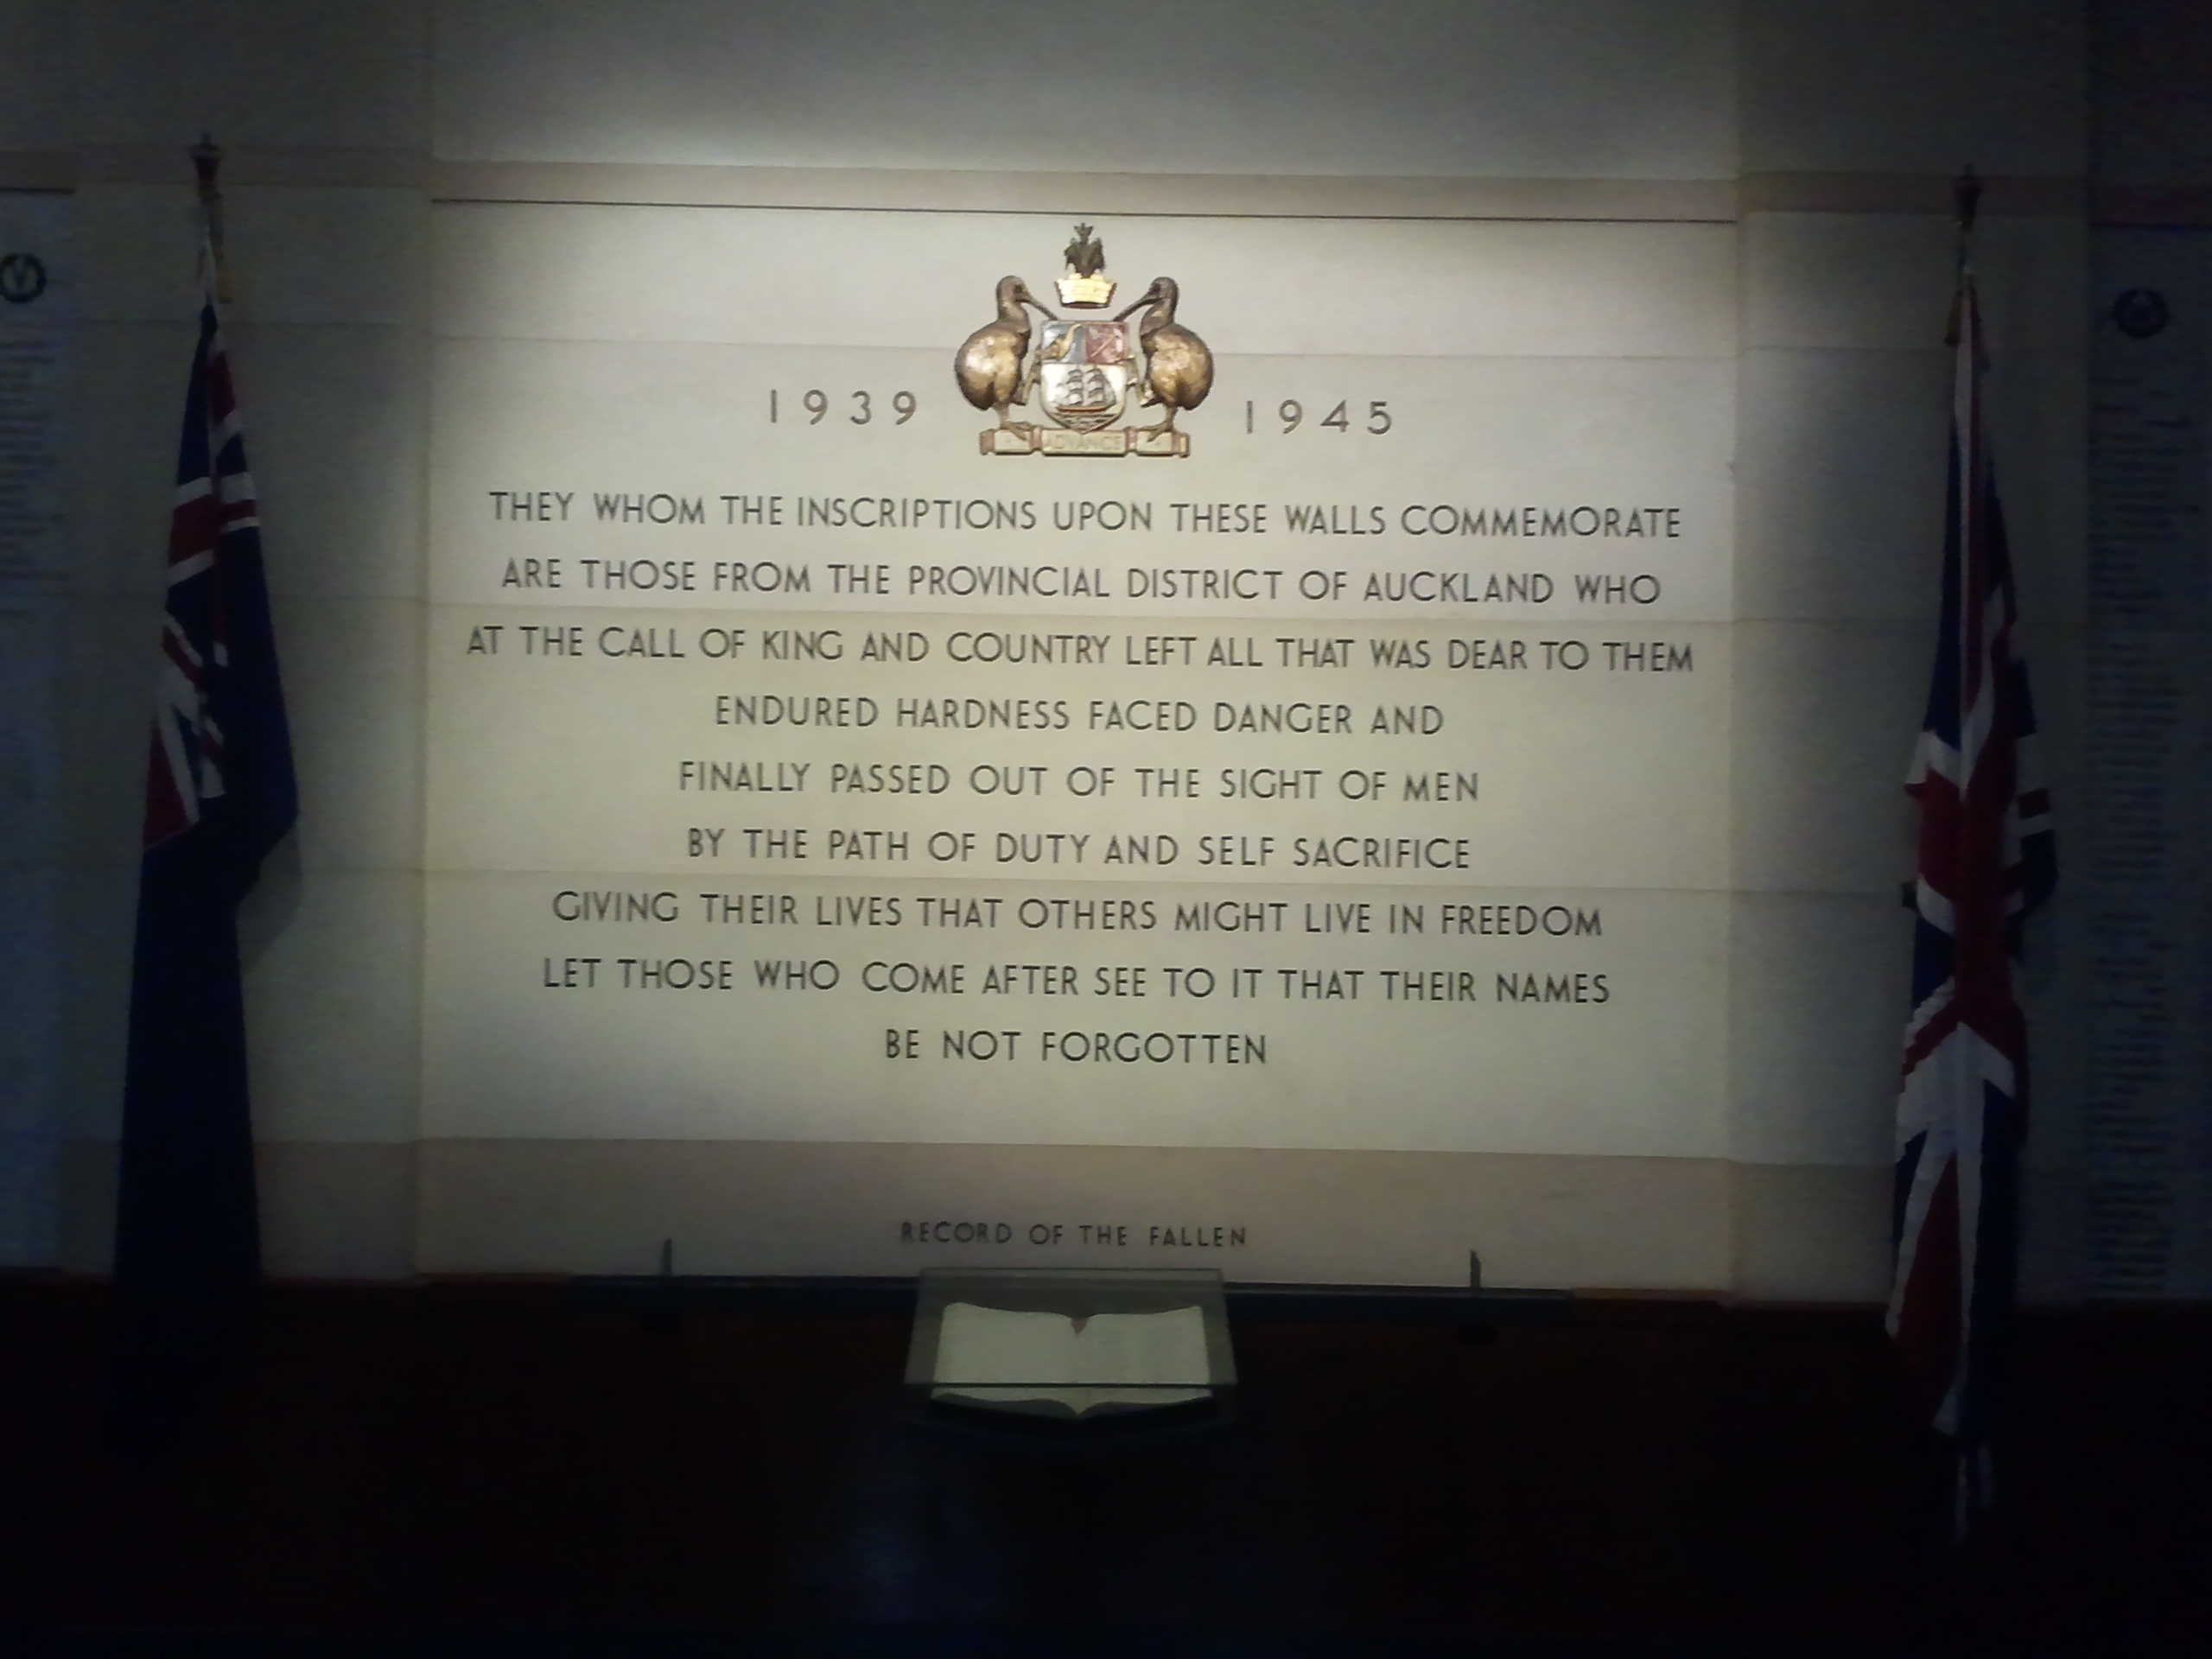 1939 1945
ADVANCE
THEY WHOM THE INSCRIPTIONS UPON THESE WALLS COMMEMORATE
ARE THOSE FROM THE PROVINCIAL DISTRICT OF AUCKLAND WHO
AT THE CALL OF KING AND COUNTRY LEFT ALL THAT WAS DEAR TO THEM
ENDURED HARDNESS FACED DANGER AND
FINALLY PASSED OUT OF THE SIGHT OF MEN
BY THE PATH OF DUTY AND SELF SACRIFICE
GIVING THEIR LIVES THAT OTHERS MIGHT LIVE IN FREEDOM
LET THOSE WHO COME AFTER SEE TO IT THAT THEIR NAMES
BE NOT FORGOTTEN
RECORD OF THE FALLEN